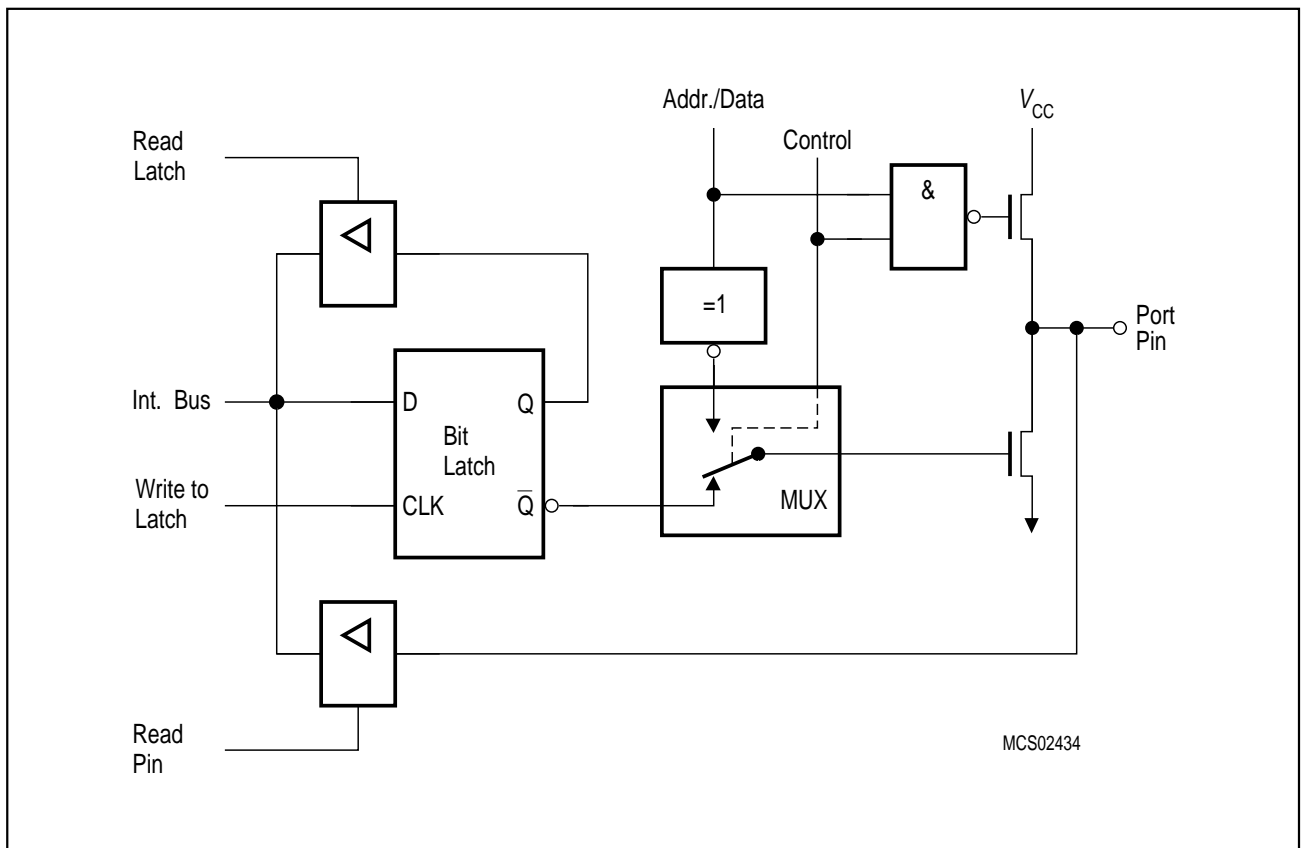 Addr./Data
VCC
Control
Read
Latch
&
=1
Port
Pin
Int. Bus
D
Q
Bit
Latch
Write to
Latch
CLK
Q̅
MUX
Read
Pin
MCS02434